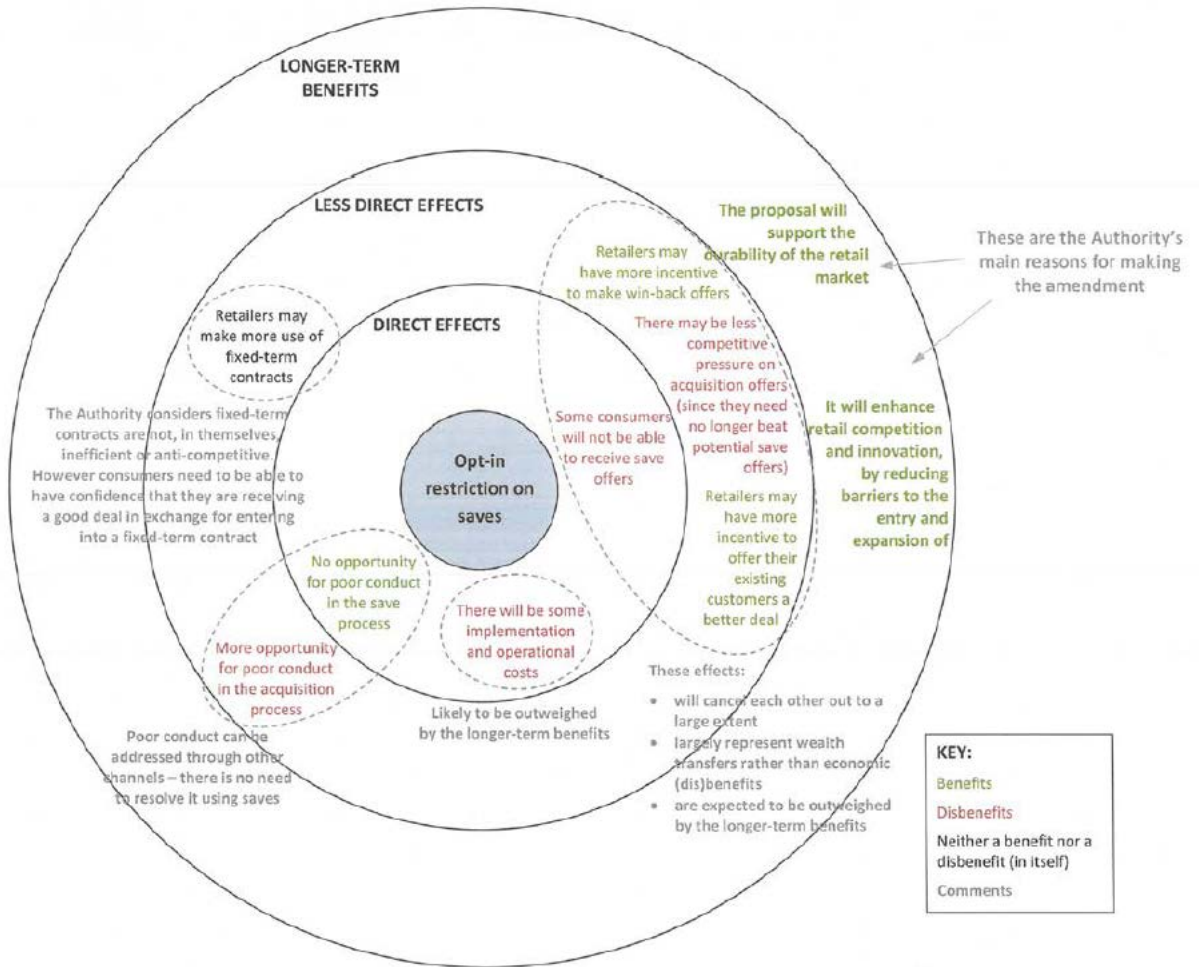 LONGER-TERM
BENEFITS
LESS DIRECT EFFECTS
DIRECT EFFECTS
Opt-in
restriction on
saves
Retailers may
make more use of
fixed-term
contracts
The Authority considers fixed-term
contracts are not, in themselves,
inefficient or anti-competitive.
However consumers need to be able to
have confidence that they are receiving
a good deal in exchange for entering
into a fixed-term contract
No opportunity
for poor conduct
in the save
process
More opportunity
for poor conduct
in the acquisition
process
Poor conduct can be
addressed through other
channels – there is no need
to resolve it using saves
There will be some
implementation
and operational
costs
Likely to be outweighed
by the longer-term benefits
Some consumers
will not be able
to receive save
offers
Retailers may
have more incentive
to make win-back offers
There may be less
competitive
pressure on
acquisition offers
(since they need
no longer beat
potential save
offers)
Retailers may
have more
incentive to
offer their
existing
customers a
better deal
These effects:
• will cancel each other out to a
large extent
• largely represent wealth
transfers rather than economic
(dis)benefits
• are expected to be outweighed
by the longer-term benefits
The proposal will
support the
durability of the retail
market
It will enhance
retail competition
and innovation,
by reducing
barriers to the
entry and
expansion of
These are the Authority's
main reasons for making
the amendment
KEY:
Benefits
Disbenefits
Neither a benefit nor a
disbenefit (in itself)
Comments